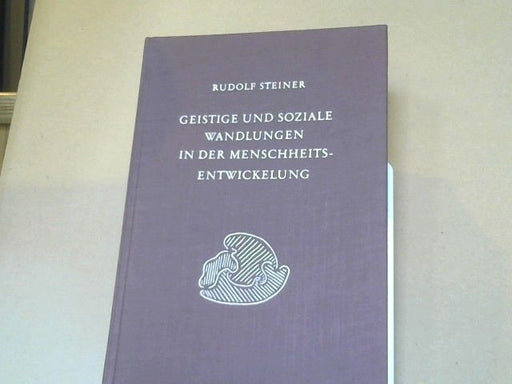 RUDOLF STEINER
GEISTIGE UND SOZIALE
WANDLUNGEN
IN DER MENSCHHEITS-
ENTWICKELUNG